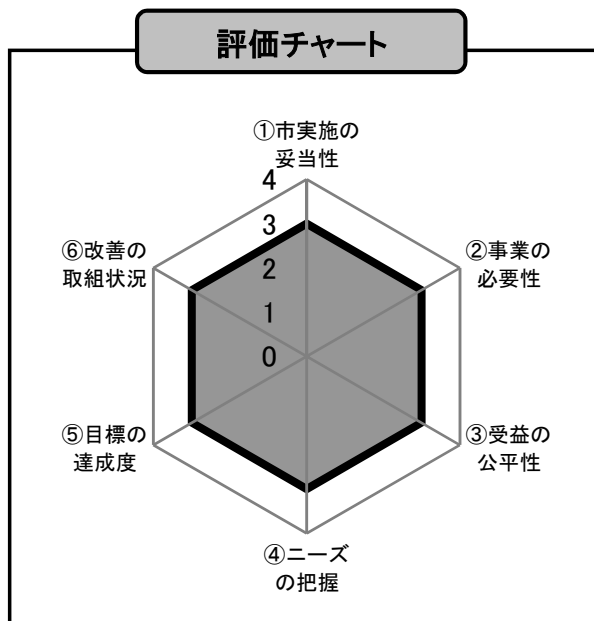 評価チャート
①市実施の
妥当性
4
3
2
1
0
②事業の
必要性
③受益の
公平性
④ニーズ
の把握
⑤目標の
達成度
⑥改善の
取組状況